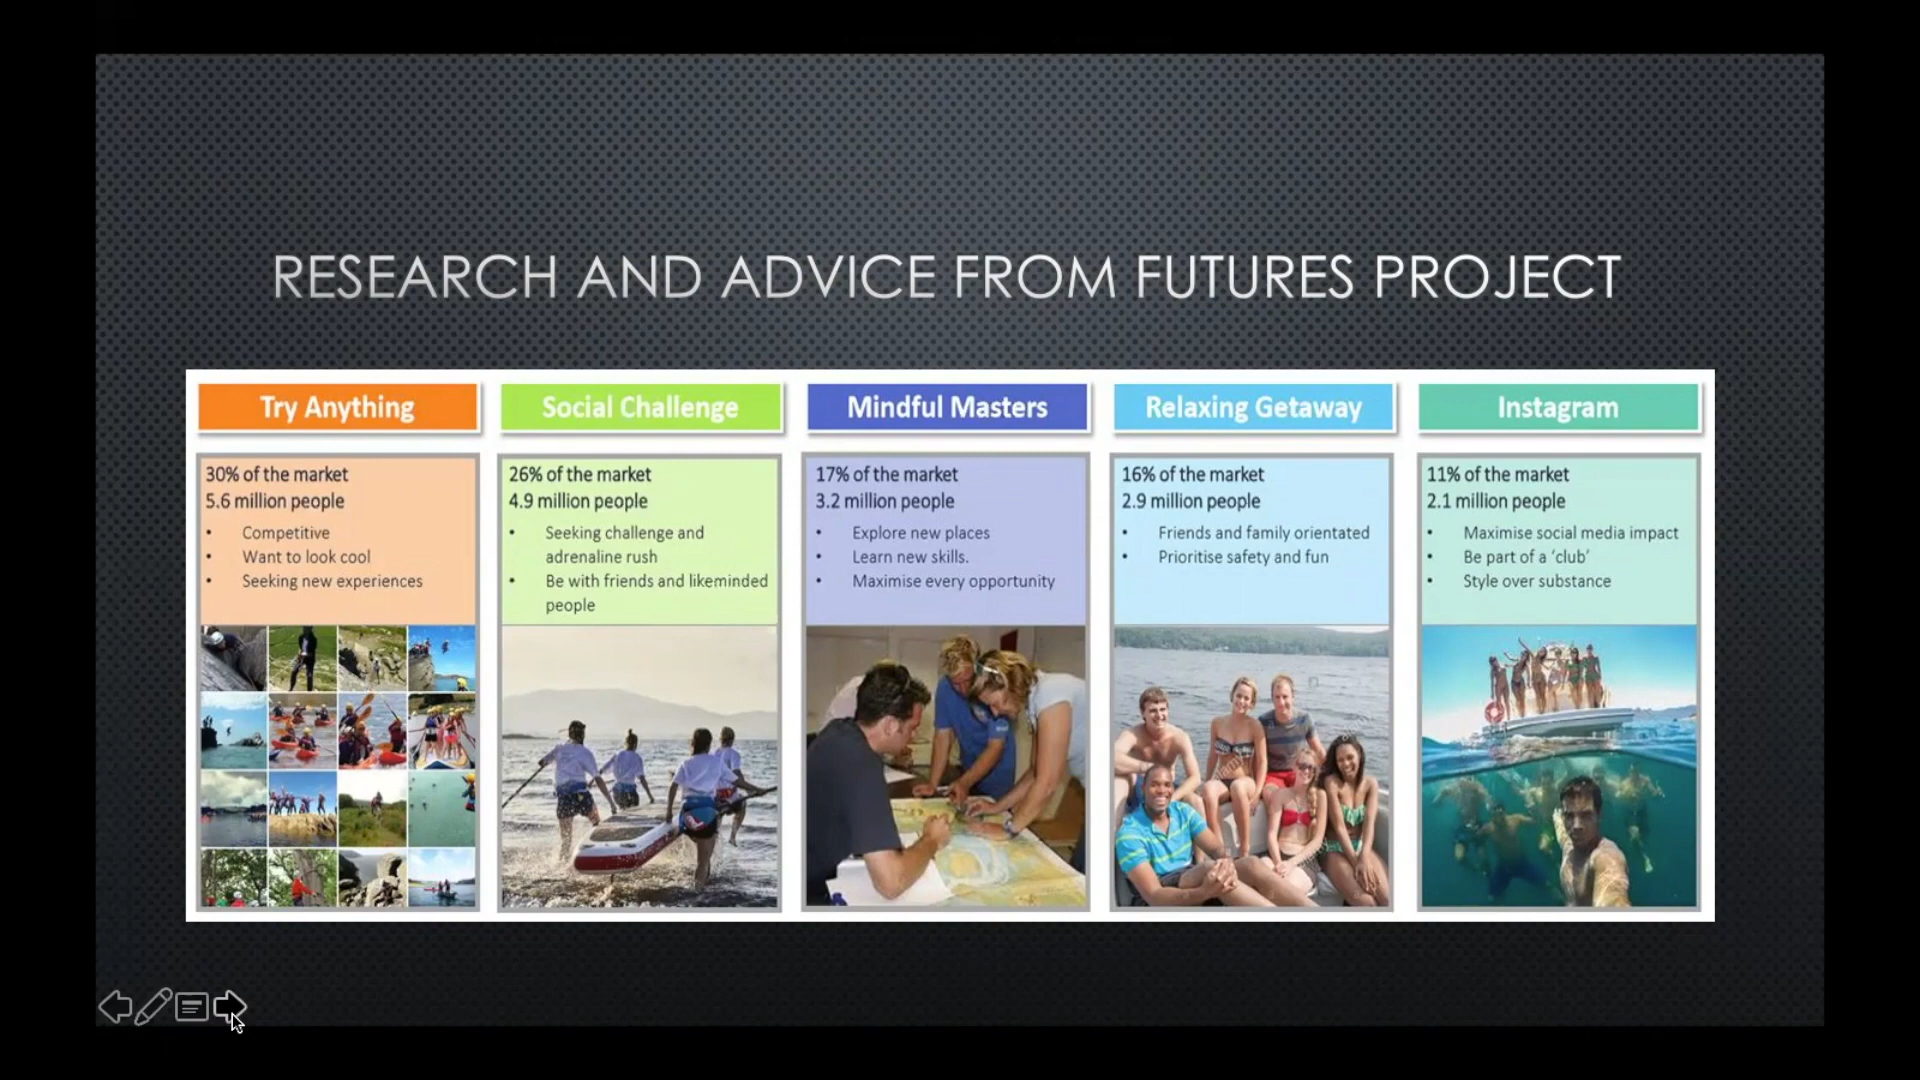 RESEARCH AND ADVICE FROM FUTURES PROJECT
Try Anything
30% of the market
5.6 million people
• Competitive
• Want to look cool
• Seeking new experiences
Social Challenge
26% of the market
4.9 million people
• Seeking challenge and
adrenaline rush
• Be with friends and likeminded
people
Mindful Masters
17% of the market
3.2 million people
• Explore new places
• Learn new skills.
• Maximise every opportunity
Relaxing Getaway
16% of the market
2.9 million people
• Friends and family orientated
• Prioritise safety and fun
Instagram
11% of the market
2.1 million people
• Maximise social media impact
• Be part of a ‘club’
• Style over substance